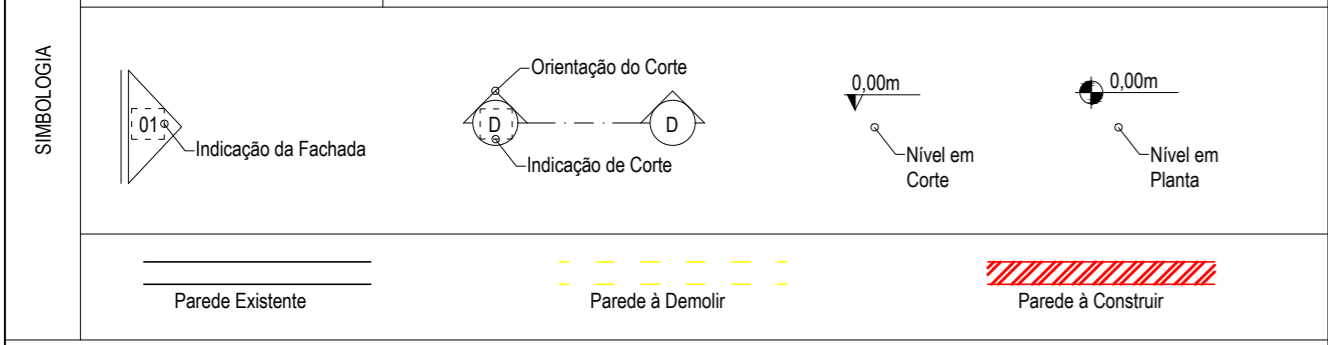 SIMBOLOGIA
01
Indicação da Fachada
Orientação do Corte
D
D
Indicação de Corte
0,00m
Nível em
Corte
0,00m
Nível em
Planta
Parede Existente
Parede à Demolir
Parede à Construir